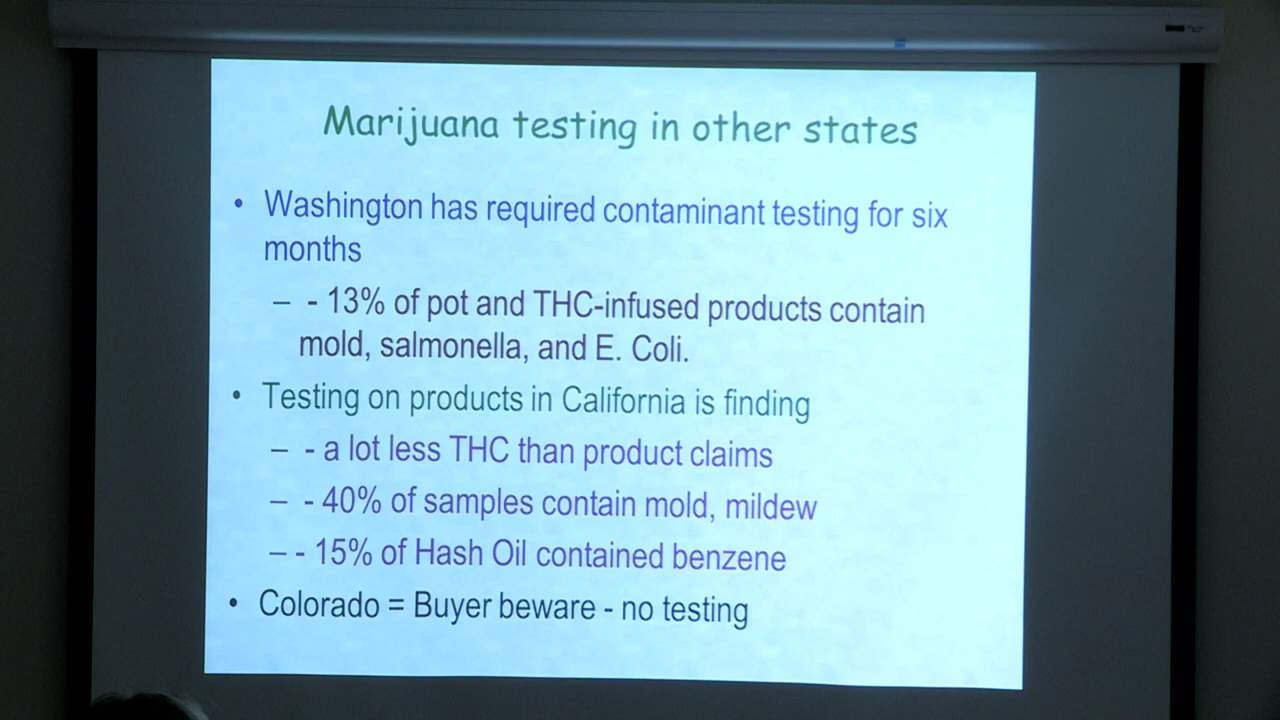 Marijuana testing in other states
• Washington has required contaminant testing for six
months
– - 13% of pot and THC-infused products contain
mold, salmonella, and E. Coli.
• Testing on products in California is finding
– - a lot less THC than product claims
– - 40% of samples contain mold, mildew
– - 15% of Hash Oil contained benzene
• Colorado = Buyer beware - no testing